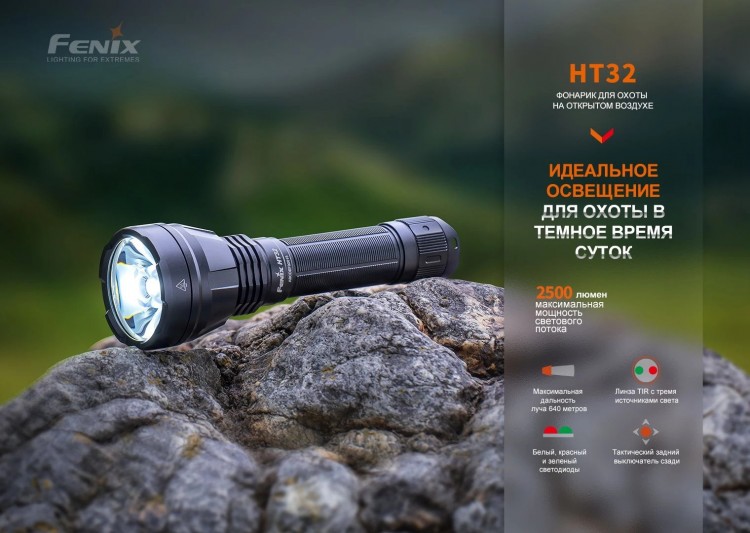 FENIX
LIGHTING FOR EXTREMES
HT32
ФОНАРИК ДЛЯ ОХОТЫ
НА ОТКРЫТОМ ВОЗДУХЕ
ИДЕАЛЬНОЕ
ОСВЕЩЕНИЕ
ДЛЯ ОХОТЫ В
ТЕМНОЕ ВРЕМЯ
СУТОК
2500 люмен
максимальная
мощность
светового
потока
Максимальная
дальность
луча 640 метров
Линза TIR с тремя
источниками света
Белый, красный
и зеленый
светодиоды
Тактический задний
выключатель сзади
FENIX HT32